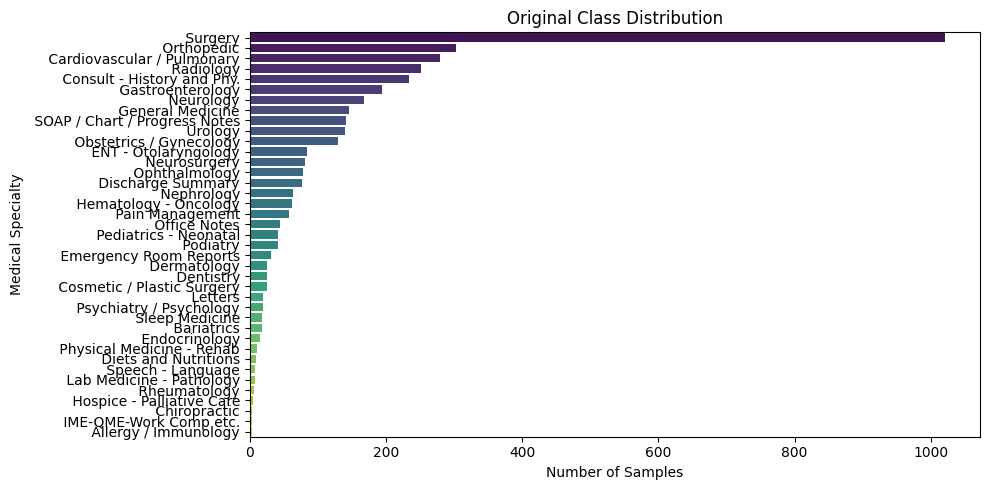 Original Class Distribution
Medical Specialty
Surgery
Orthopedic
Cardiovascular / Pulmonary
Radiology
Consult - History and Phy.
Gastroenterology
Neurology
General Medicine
SOAP / Chart / Progress Notes
Urology
Obstetrics / Gynecology
ENT - Otolaryngology
Neurosurgery
Ophthalmology
Discharge Summary
Nephrology
Hematology - Oncology
Pain Management
Office Notes
Pediatrics - Neonatal
Podiatry
Emergency Room Reports
Dermatology
Dentistry
Cosmetic / Plastic Surgery
Letters
Psychiatry / Psychology
Sleep Medicine
Bariatrics
Endocrinology
Physical Medicine - Rehab
Diets and Nutritions
Speech - Language
Lab Medicine - Pathology
Rheumatology
Hospice - Palliative Care
Chiropractic
IME-QME-Work Comp etc.
Allergy / Immunology
0 200 400 600 800 1000
Number of Samples